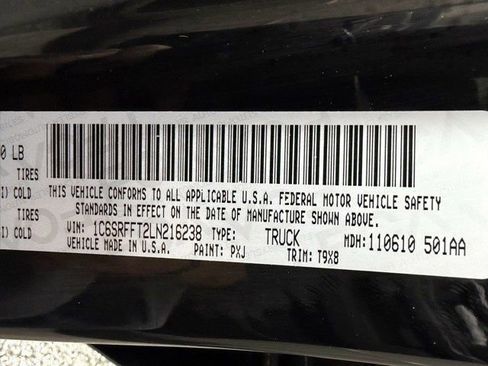 0 LB
TIRES
I) COLD THIS VEHICLE CONFORMS TO ALL APPLICABLE U.S.A. FEDERAL MOTOR VEHICLE SAFETY
TIRES STANDARDS IN EFFECT ON THE DATE OF MANUFACTURE SHOWN ABOVE.
I) COLD VIN: 1C6SRFFT2LN216238 TYPE: TRUCK MDH: 110610 501AA
VEHICLE MADE IN U.S.A. PAINT: PXJ TRIM: T9X8